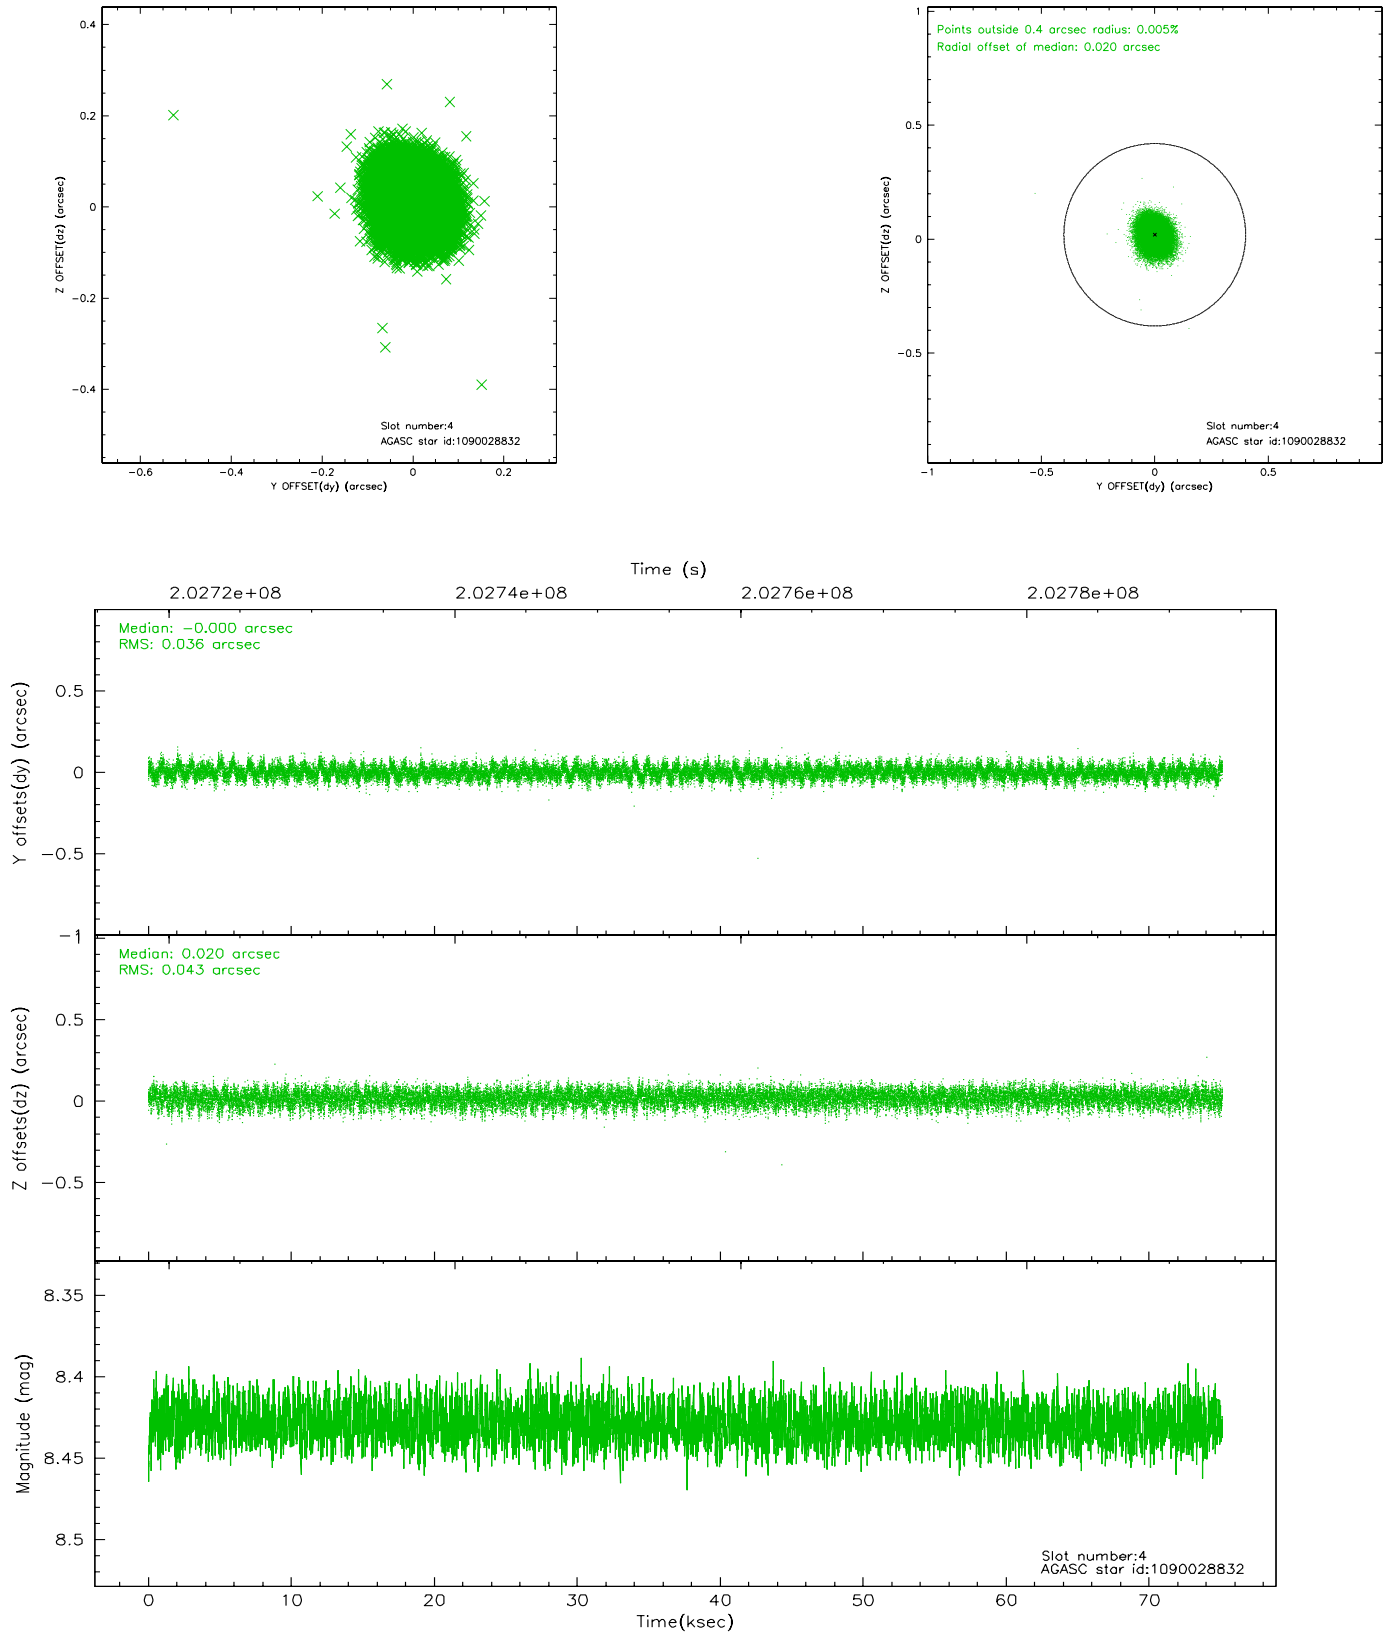 0.4
0.2
0
−0.2
−0.4
Z OFFSET(dz) (arcsec)
Slot number:4
AGASC star id:1090028832
−0.6
−0.4
−0.2
0
0.2
Y OFFSET(dy) (arcsec)
Points outside 0.4 arcsec radius: 0.005%
Radial offset of median: 0.020 arcsec
1
0.5
0
−0.5
Z OFFSET(dz) (arcsec)
Slot number:4
AGASC star id:1090028832
−1
−0.5
0
0.5
Y OFFSET(dy) (arcsec)
Time (s)
2.0272e+08
2.0274e+08
2.0276e+08
2.0278e+08
Median: −0.000 arcsec
RMS: 0.036 arcsec
0.5
0
−0.5
−1
Y offsets(dy) (arcsec)
Median: 0.020 arcsec
RMS: 0.043 arcsec
1
0.5
0
−0.5
Z offsets(dz) (arcsec)
8.35
8.4
8.45
8.5
Magnitude (mag)
Slot number:4
AGASC star id:1090028832
0
10
20
30
40
50
60
70
Time(ksec)